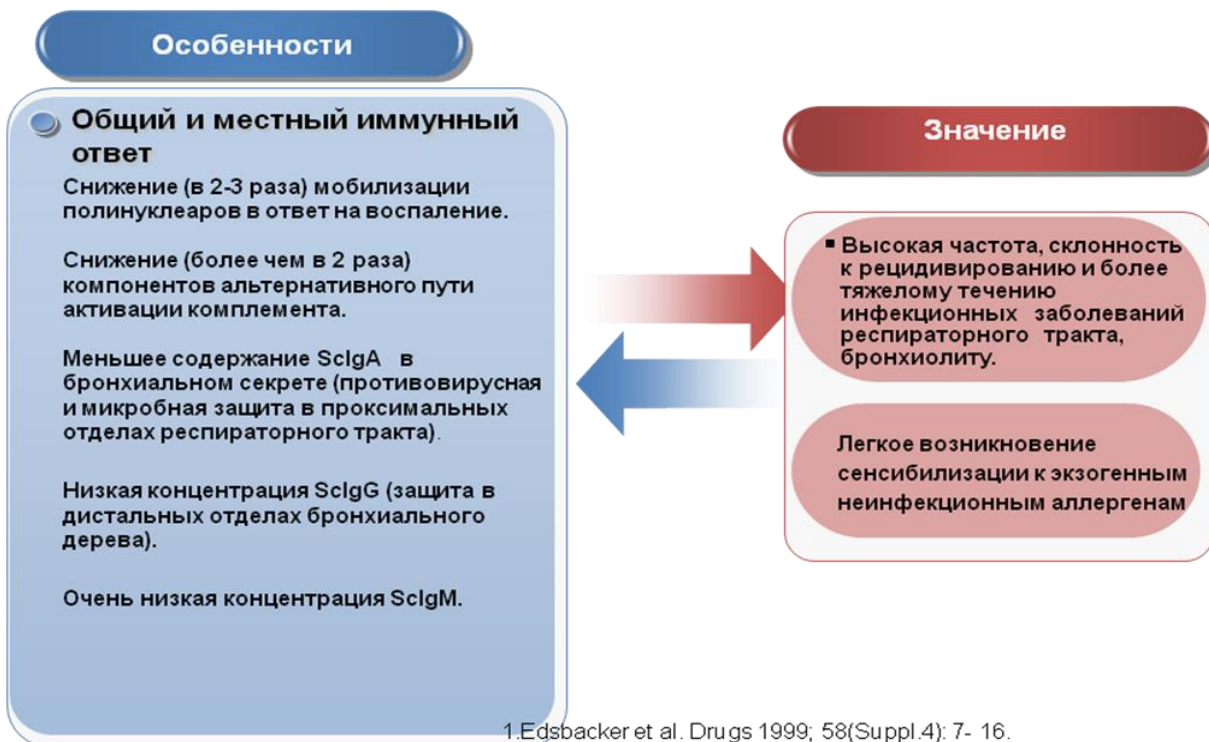 Особенности
Общий и местный иммунный
ответ
Снижение (в 2-3 раза) мобилизации
полинуклеаров в ответ на воспаление.
Снижение (более чем в 2 раза)
компонентов альтернативного пути
активации комплемента.
Меньшее содержание ScIgA в
бронхиальном секрете (противовирусная
и микробная защита в проксимальных
отделах респираторного тракта).
Низкая концентрация ScIgG (защита в
дистальных отделах бронхиального
дерева).
Очень низкая концентрация ScIgM.
Значение
▪ Высокая частота, склонность
к рецидивированию и более
тяжелому течению
инфекционных заболеваний
респираторного тракта,
бронхиолиту.
Легкое возникновение
сенсибилизации к экзогенным
неинфекционным аллергенам
1.Edsbacker et al. Drugs 1999; 58(Suppl.4): 7- 16.